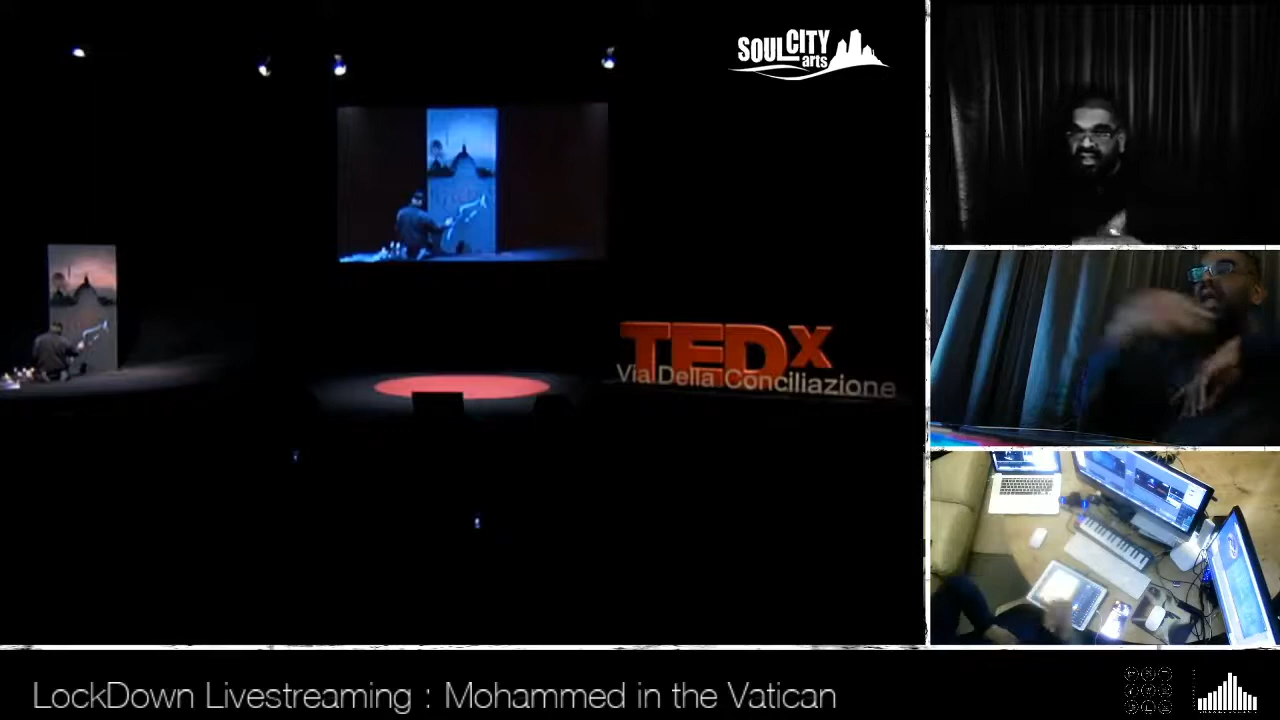 SOUL CITY
arts
TEDx
Via Della Conciliazione
LockDown Livestreaming : Mohammed in the Vatican